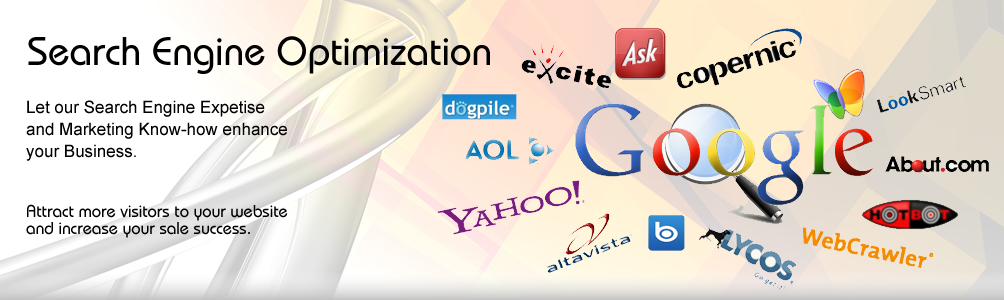 Search Engine Optimization
Let our Search Engine Expetise
and Marketing Know-how enhance
your Business.
Attract more visitors to your website
and increase your sale success.
excite
Ask
copernic
dogpile
LookSmart
AOL
Google
About.com
YAHOO!
HOTBOT
altavista
b
LYCOS
WebCrawler